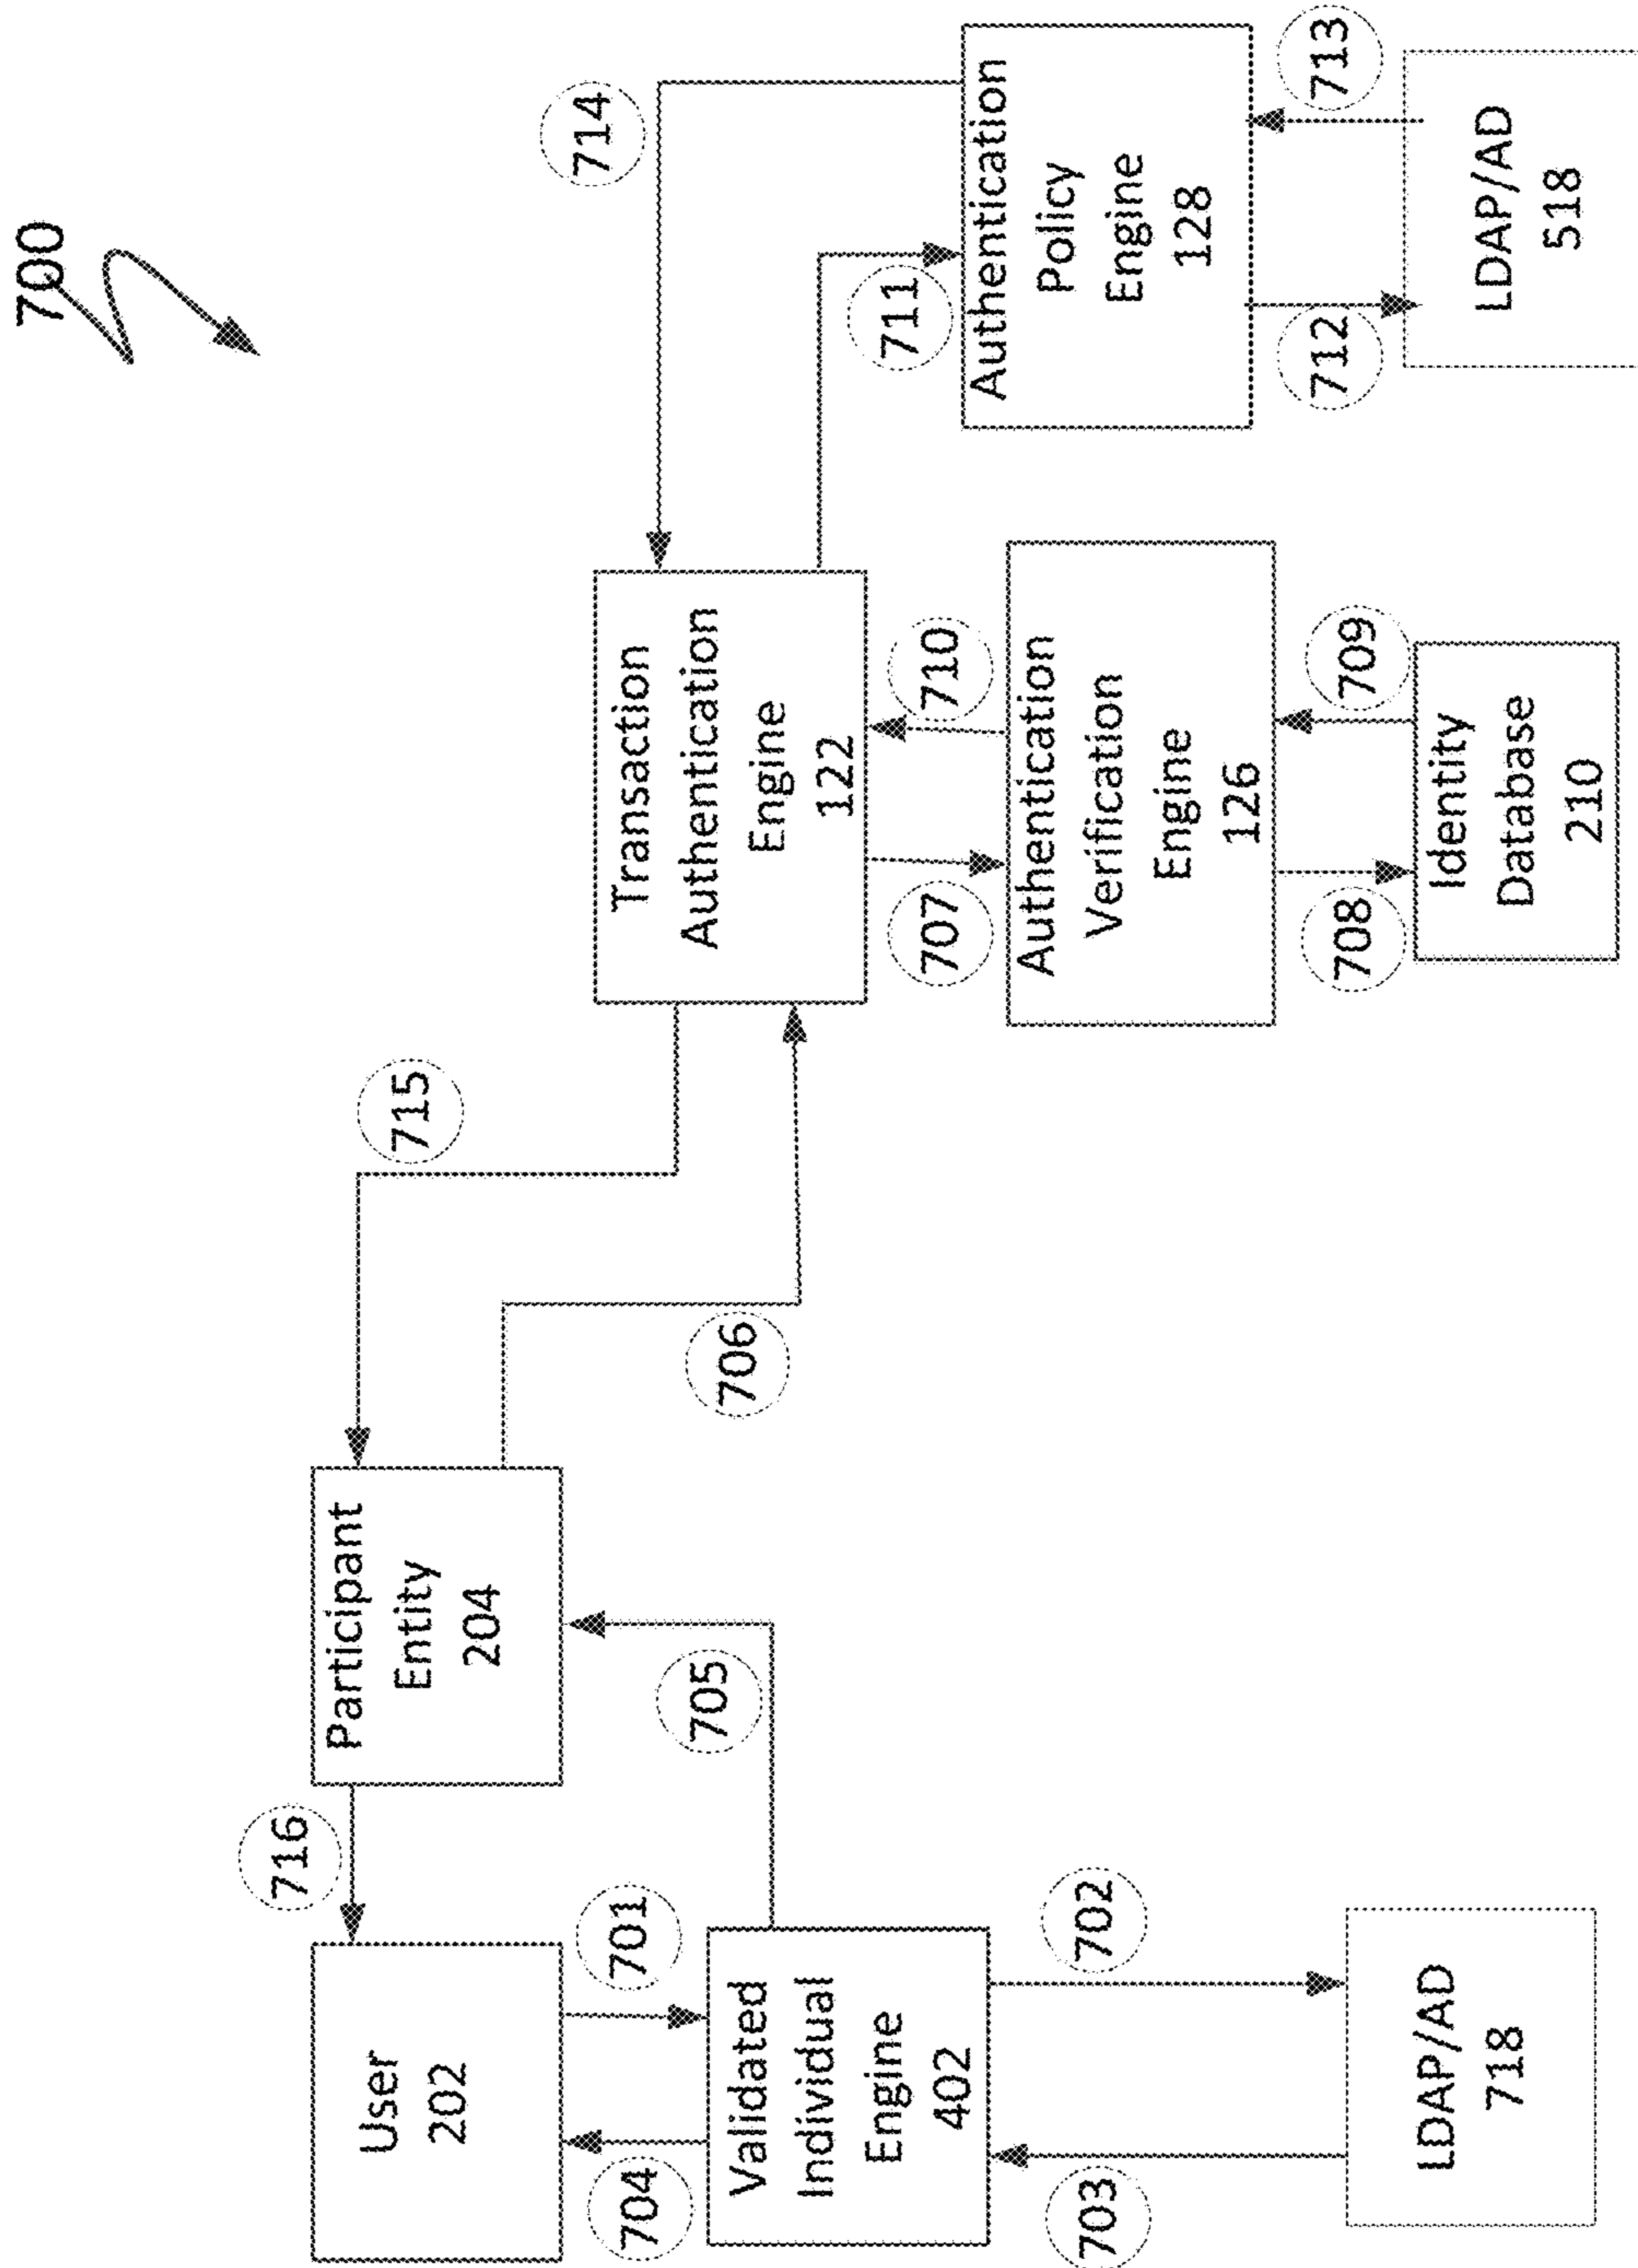 700
User
202
716
Participant
Entity
204
715
714
701
704
Validated
Individual
Engine
402
705
706
Transaction
Authentication
Engine
122
711
Authentication
Policy
Engine
128
707
710
Authentication
Verification
Engine
126
712
713
703
702
LDAP/AD
718
708
709
Identity
Database
210
LDAP/AD
518